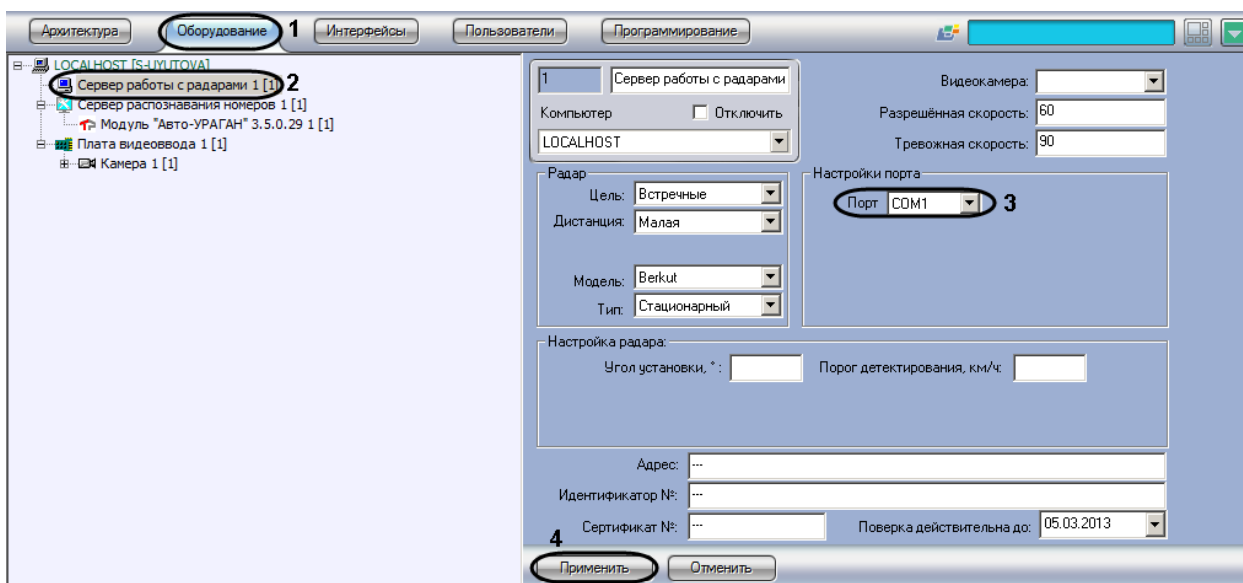 Архитектура Оборудование 1 Интерфейсы Пользователи Программирование
LOCALHOST [S-UYUTOVA]
Сервер работы с радарами 1 [1] 2
Сервер распознавания номеров 1 [1]
Модуль "Авто-УРАГАН" 3.5.0.29 1 [1]
Плата видеоввода 1 [1]
Камера 1 [1]
1 Сервер работы с радарами
Компьютер Отключить
LOCALHOST
Видеокамера:
Разрешённая скорость: 60
Тревожная скорость: 90
Радар
Цель: Встречные
Дистанция: Малая
Модель: Berkut
Тип: Стационарный
Настройки порта
Порт COM1 3
Настройка радара:
Угол установки, ° : Порог детектирования, км/ч:
Адрес: ---
Идентификатор №: ---
Сертификат №: --- Поверка действительна до: 05.03.2013
4
Применить Отменить